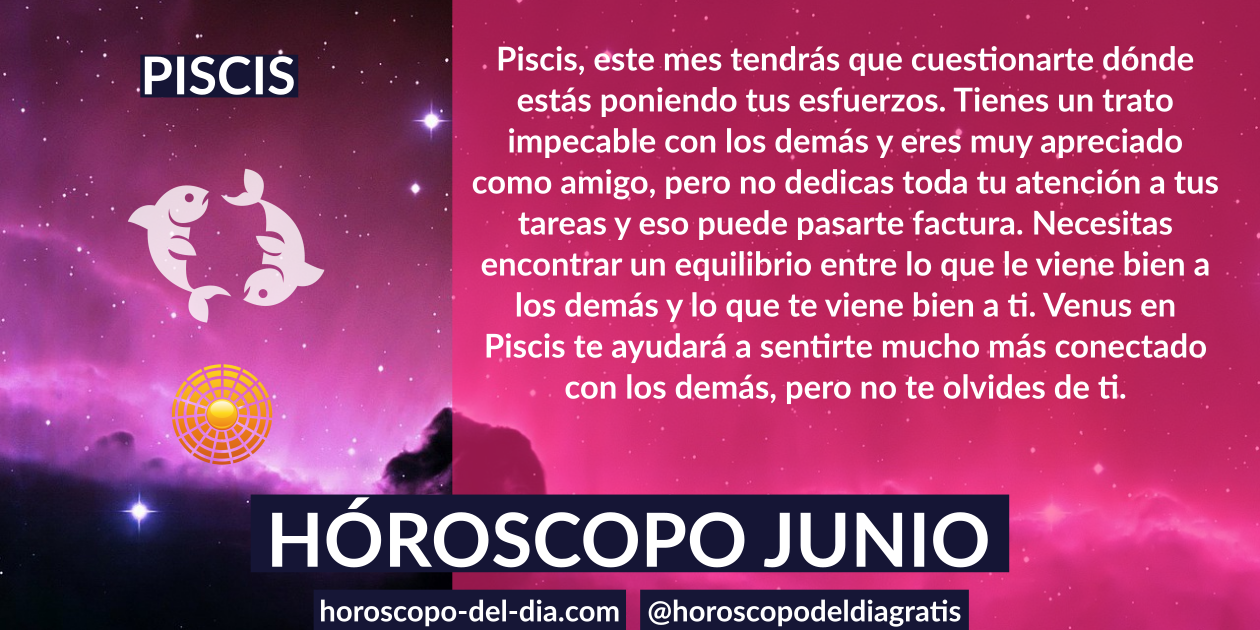 PISCIS
Piscis, este mes tendrás que cuestionarte dónde
estás poniendo tus esfuerzos. Tienes un trato
impecable con los demás y eres muy apreciado
como amigo, pero no dedicas toda tu atención a tus
tareas y eso puede pasarte factura. Necesitas
encontrar un equilibrio entre lo que le viene bien a
los demás y lo que te viene bien a ti. Venus en
Piscis te ayudará a sentirte mucho más conectado
con los demás, pero no te olvides de ti.
HÓROSCOPO JUNIO
horoscopo-del-dia.com
@horoscopodeldiagratis